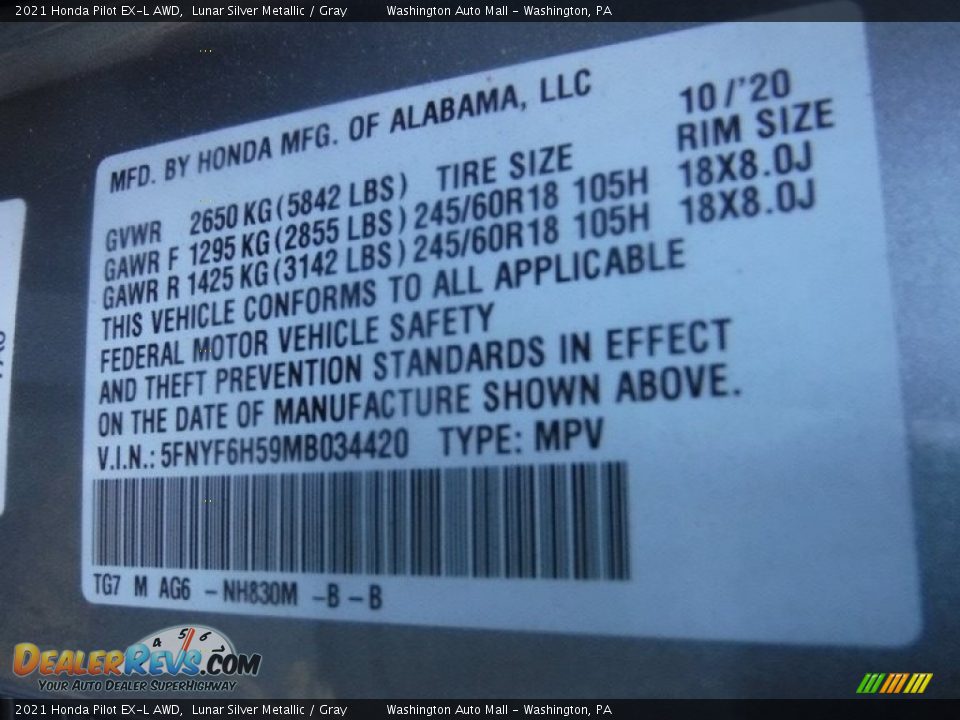 2021 Honda Pilot EX-L AWD, Lunar Silver Metallic / Gray Washington Auto Mall - Washington, PA
MFD. BY HONDA MFG. OF ALABAMA, LLC 10/'20
GVWR 2650 KG (5842 LBS) TIRE SIZE RIM SIZE
GAWR F 1295 KG (2855 LBS) 245/60R18 105H 18X8.0J
GAWR R 1425 KG (3142 LBS) 245/60R18 105H 18X8.0J
THIS VEHICLE CONFORMS TO ALL APPLICABLE
FEDERAL MOTOR VEHICLE SAFETY
AND THEFT PREVENTION STANDARDS IN EFFECT
ON THE DATE OF MANUFACTURE SHOWN ABOVE.
V.I.N.: 5FNYF6H59MB034420 TYPE: MPV
TG7 M AG6 -NH830M -B-B
4 5 6
DEALERREVS.COM
YOUR AUTO DEALER SUPERHIGHWAY
2021 Honda Pilot EX-L AWD, Lunar Silver Metallic / Gray Washington Auto Mall - Washington, PA